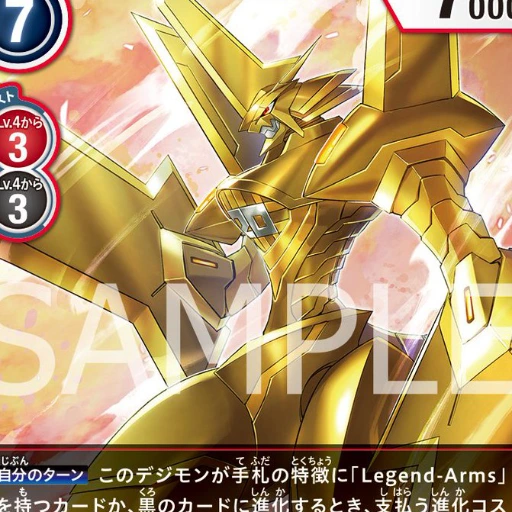 7
7000
スト
Lv.4から
3
Lv.4から
3
SAMPLE
自分のターン このデジモンが手札の特徴に「Legend-Arms」
を持つカードか、黒のカードに進化するとき、支払う進化コス